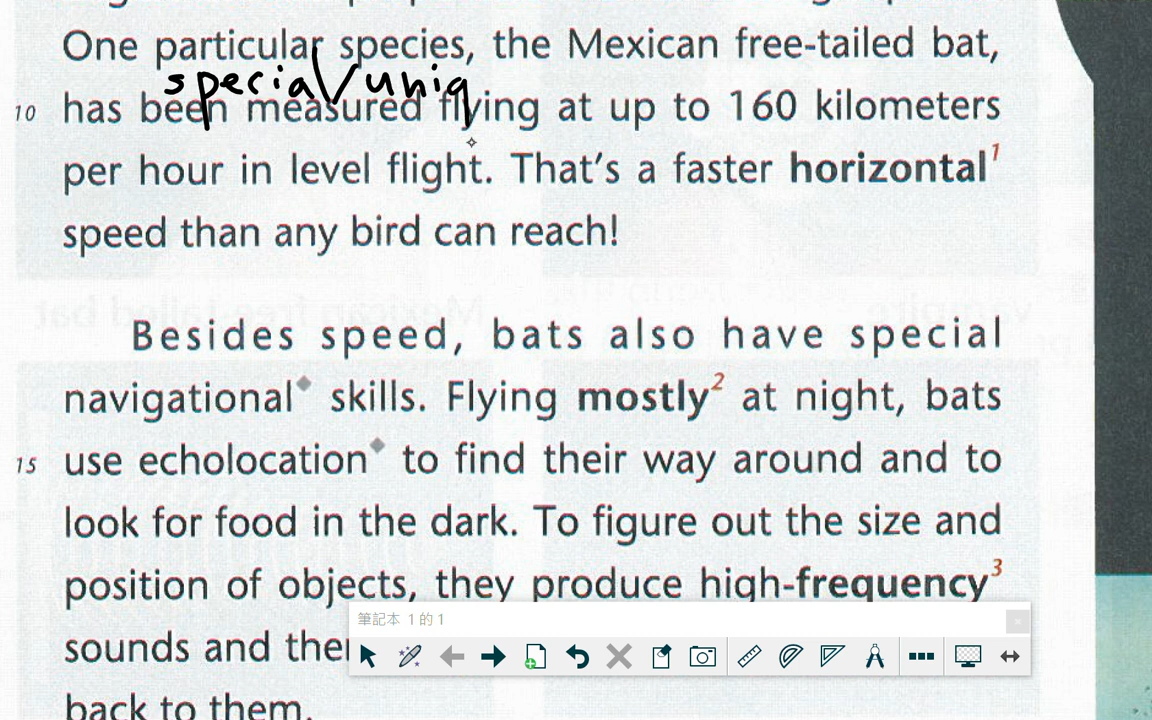 One particular species, the Mexican free-tailed bat,
special/uniq
10 has been measured flying at up to 160 kilometers
per hour in level flight. That's a faster horizontal1
speed than any bird can reach!
Besides speed, bats also have special
navigational◆ skills. Flying mostly2 at night, bats
15 use echolocation◆ to find their way around and to
look for food in the dark. To figure out the size and
position of objects, they produce high-frequency3
sounds and
筆記本 1 的 1
back to them.